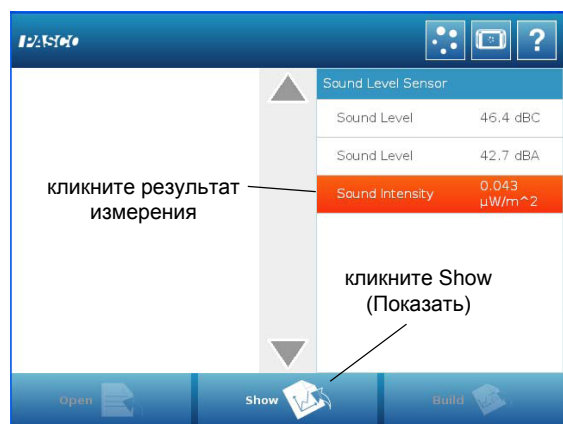 PASCO
?
Sound Level Sensor
Sound Level 46.4 dBC
Sound Level 42.7 dBA
кликните результат
измерения
Sound Intensity 0.043
µW/m^2
кликните Show
(Показать)
Open Show Build